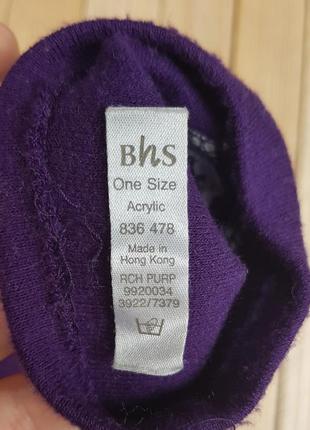 BhS
One Size
Acrylic
836 478
Made in
Hong Kong
RCH PURP
9920034
3922/7379